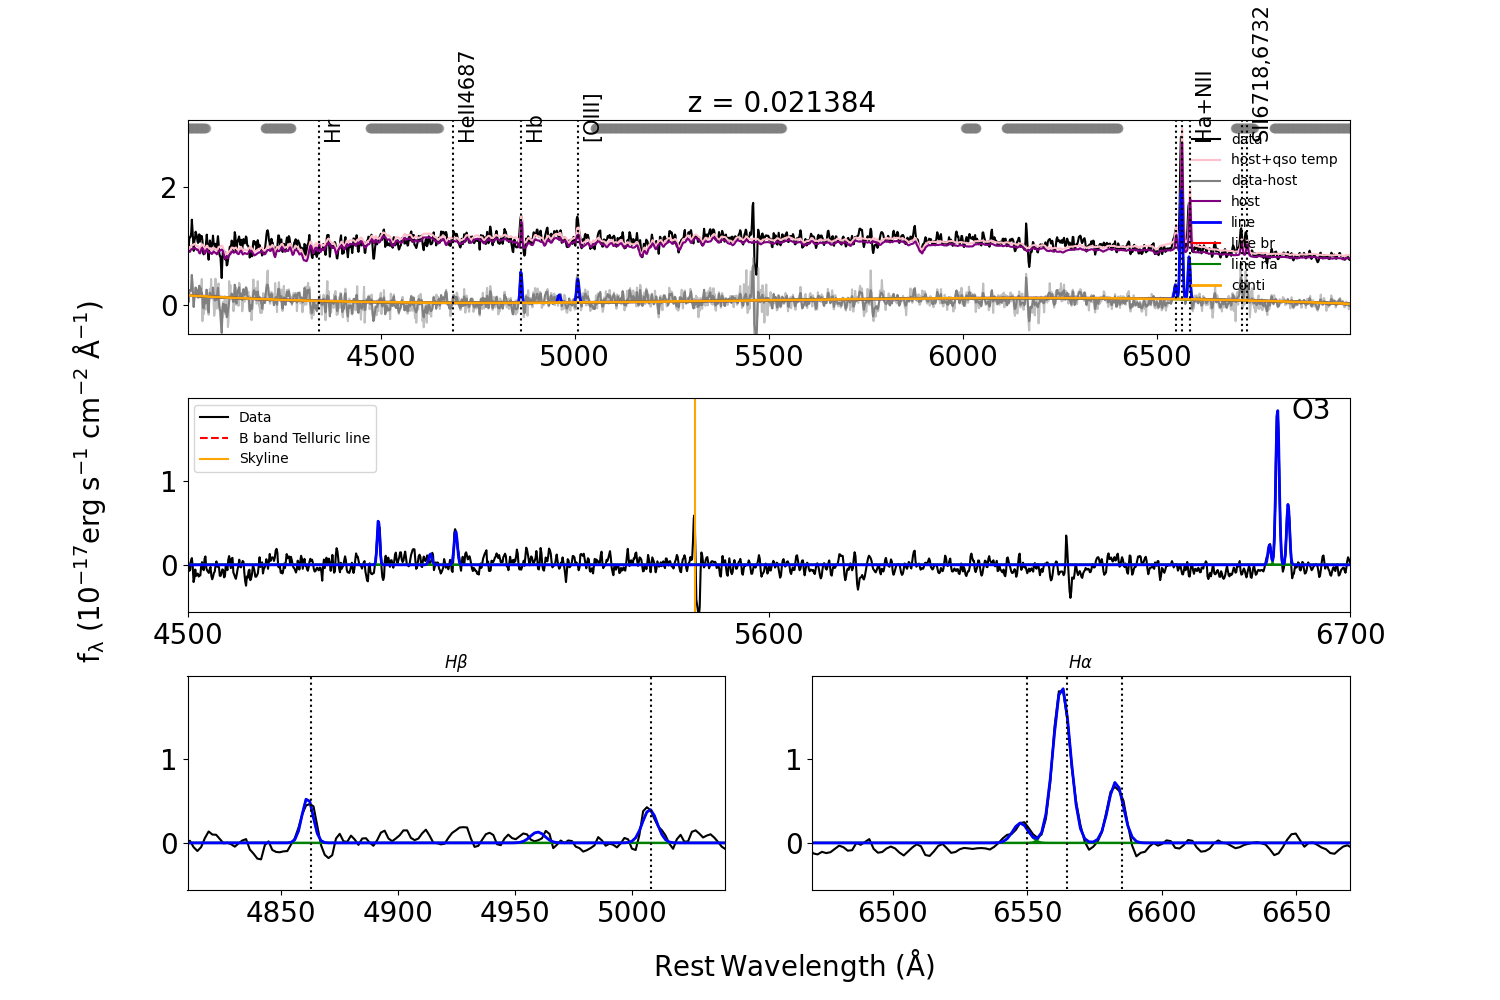 z = 0.021384
Hr
HeII4687
Hb
[OIII]
Ha+NII
SII6718,6732
data
host+qso temp
data-host
host
line
line br
line na
conti
2
0
4500
5000
5500
6000
6500
fλ (10⁻¹⁷erg s⁻¹ cm⁻² Å⁻¹)
Data
B band Telluric line
Skyline
O3
1
0
4500
5600
6700
Hβ
1
0
4850
4900
4950
5000
Hα
1
0
6500
6550
6600
6650
Rest Wavelength (Å)